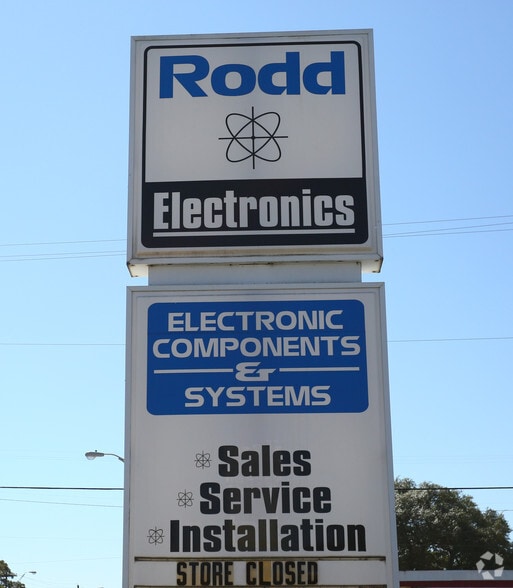 Rodd
Electronics
ELECTRONIC
COMPONENTS
&
SYSTEMS
Sales
Service
Installation
STORE CLOSED